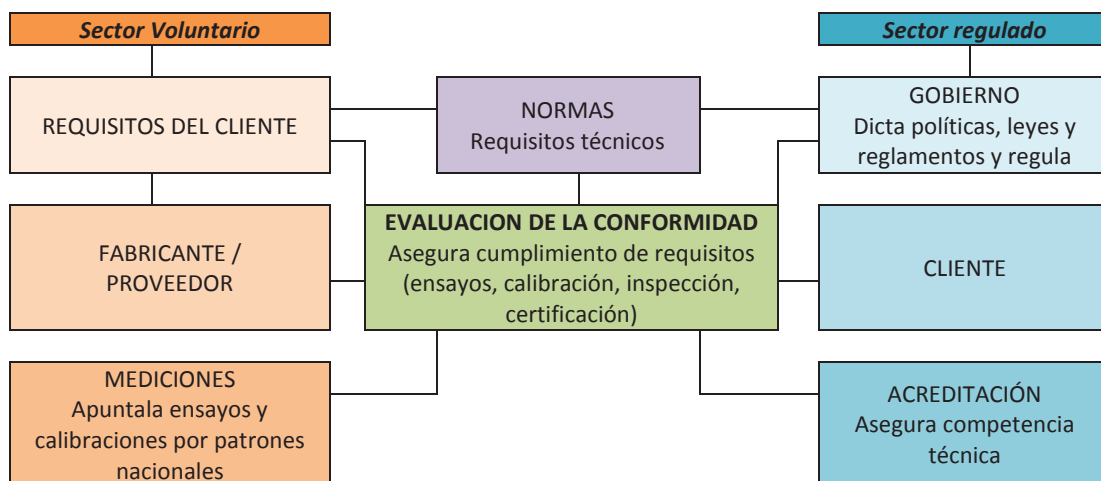 Sector Voluntario
Sector regulado
REQUISITOS DEL CLIENTE
NORMAS
Requisitos técnicos
GOBIERNO
Dicta políticas, leyes y
reglamentos y regula
FABRICANTE /
PROVEEDOR
EVALUACION DE LA CONFORMIDAD
Asegura cumplimiento de requisitos
(ensayos, calibración, inspección,
certificación)
CLIENTE
MEDICIONES
Apuntala ensayos y
calibraciones por patrones
nacionales
ACREDITACIÓN
Asegura competencia
técnica